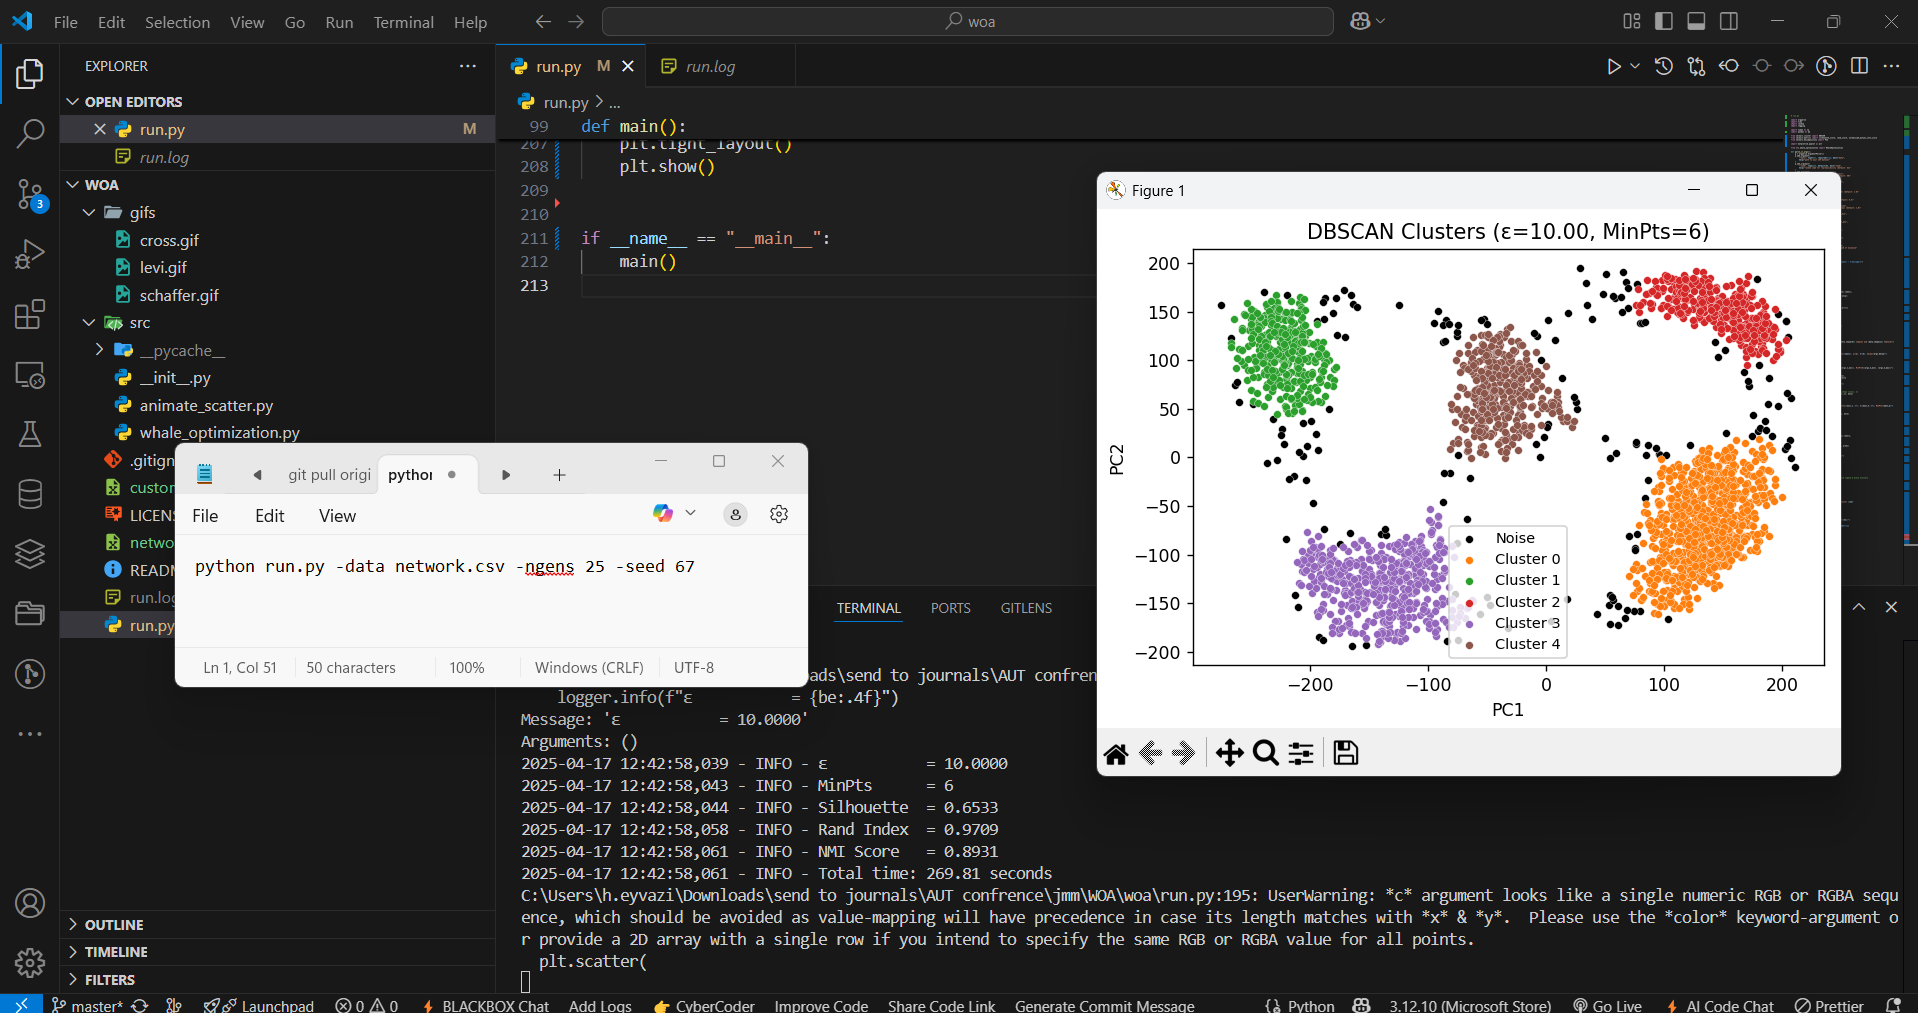 File Edit Selection View Go Run Terminal Help
woa
EXPLORER
OPEN EDITORS
run.py M
run.log
WOA
gifs
cross.gif
levi.gif
schaffer.gif
src
__pycache__
__init__.py
animate_scatter.py
whale_optimization.py
.gitign
custor
LICEN
netwo
READ
run.log
run.py
OUTLINE
TIMELINE
FILTERS
3
run.py M
run.log
run.py > ...
99 def main():
207 plt.tight_layout()
208 plt.show()
209
210
211 if __name__ == "__main__":
212 main()
213
git pull origi
python
File Edit View
python run.py -data network.csv -ngens 25 -seed 67
Ln 1, Col 51 50 characters 100% Windows (CRLF) UTF-8
TERMINAL PORTS GITLENS
ads\send to journals\AUT confren
logger.info(f"ε = {be:.4f}")
Message: 'ε = 10.0000'
Arguments: ()
2025-04-17 12:42:58,039 - INFO - ε = 10.0000
2025-04-17 12:42:58,043 - INFO - MinPts = 6
2025-04-17 12:42:58,044 - INFO - Silhouette = 0.6533
2025-04-17 12:42:58,058 - INFO - Rand Index = 0.9709
2025-04-17 12:42:58,061 - INFO - NMI Score = 0.8931
2025-04-17 12:42:58,061 - INFO - Total time: 269.81 seconds
C:\Users\h.eyvazi\Downloads\send to journals\AUT confrence\jmm\WOA\woa\run.py:195: UserWarning: *c* argument looks like a single numeric RGB or RGBA sequ
ence, which should be avoided as value-mapping will have precedence in case its length matches with *x* & *y*. Please use the *color* keyword-argument o
r provide a 2D array with a single row if you intend to specify the same RGB or RGBA value for all points.
plt.scatter(
Figure 1
DBSCAN Clusters (ε=10.00, MinPts=6)
200
150
100
50
0
−50
−100
−150
−200
PC2
−200 −100 0 100 200
PC1
Noise
Cluster 0
Cluster 1
Cluster 2
Cluster 3
Cluster 4
master* Launchpad 0 0 BLACKBOX Chat Add Logs CyberCoder Improve Code Share Code Link Generate Commit Message Python 3.12.10 (Microsoft Store) Go Live AI Code Chat Prettier